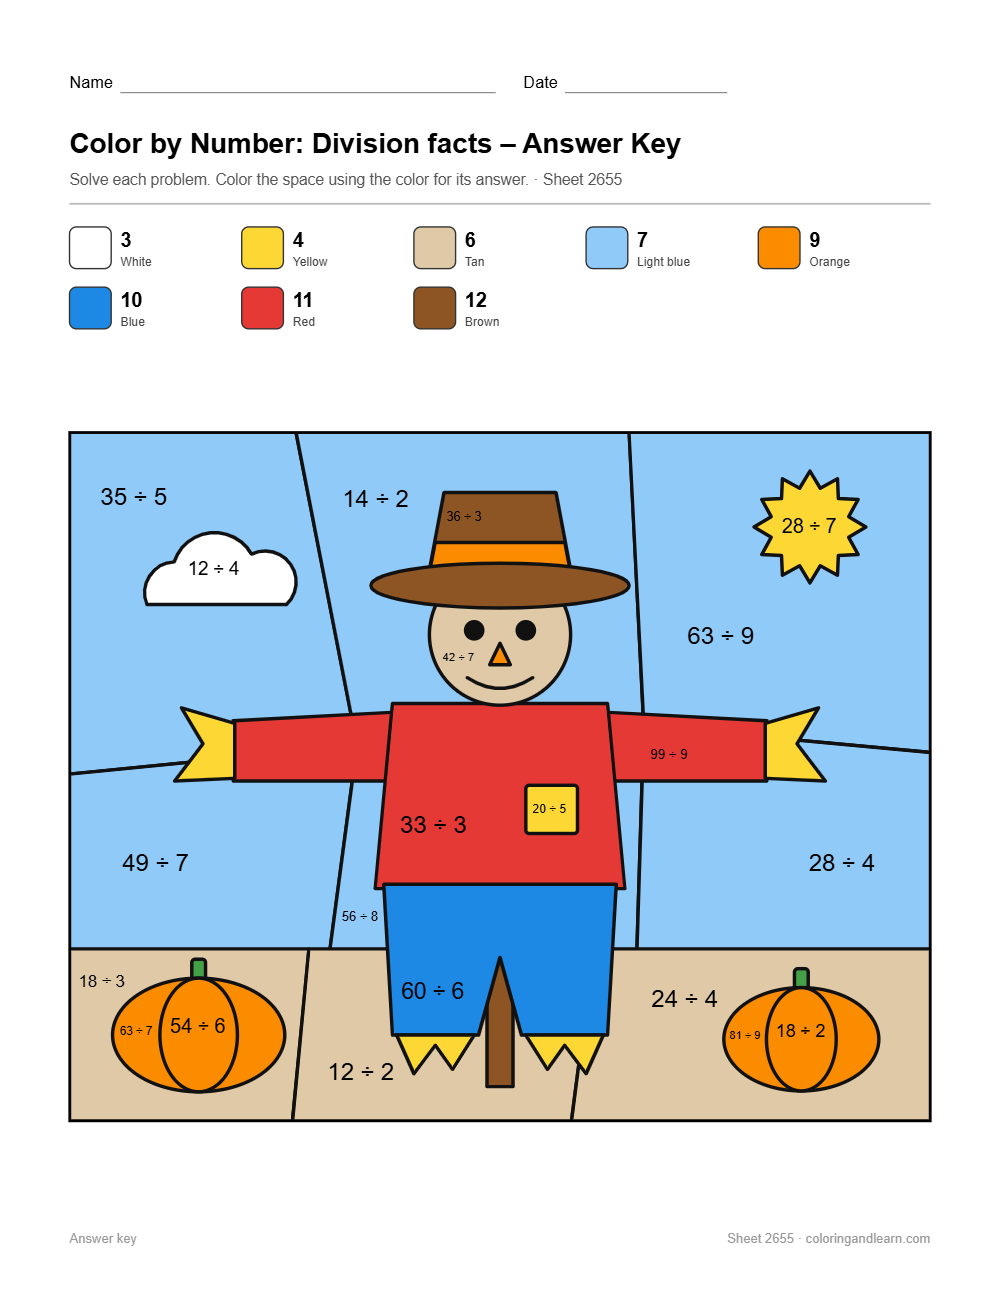 Name Date
Color by Number: Division facts – Answer Key
Solve each problem. Color the space using the color for its answer. · Sheet 2655
3 4 6 7 9
White Yellow Tan Light blue Orange
10 11 12
Blue Red Brown
35 ÷ 5 14 ÷ 2
36 ÷ 3 28 ÷ 7
12 ÷ 4
63 ÷ 9
42 ÷ 7
99 ÷ 9
20 ÷ 5
33 ÷ 3
49 ÷ 7 28 ÷ 4
56 ÷ 8
18 ÷ 3
60 ÷ 6 24 ÷ 4
63 ÷ 7 54 ÷ 6 81 ÷ 9 18 ÷ 2
12 ÷ 2
Answer key Sheet 2655 · coloringandlearn.com